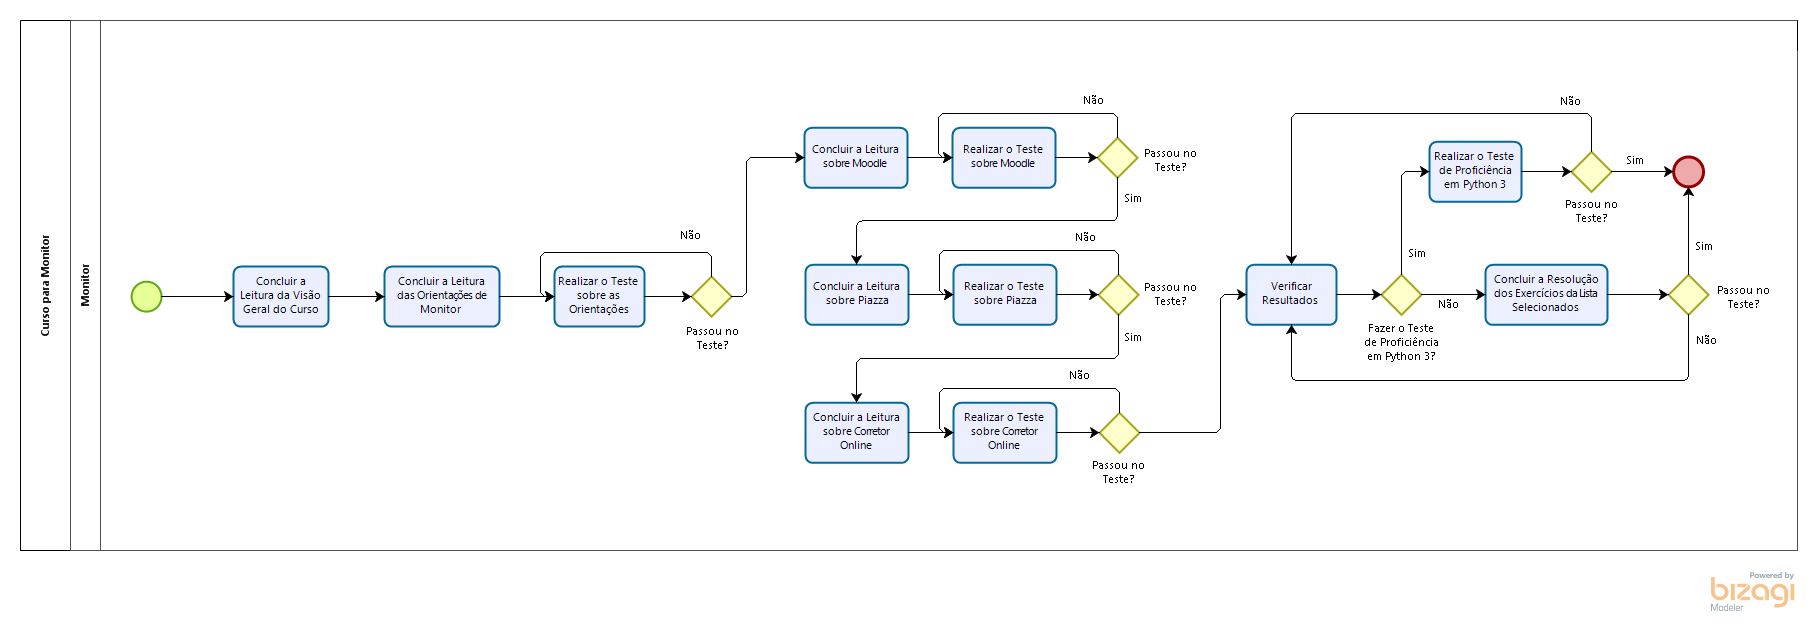 Curso para Monitor
Monitor
Concluir a
Leitura da Visão
Geral do Curso
Concluir a Leitura
das Orientações de
Monitor
Realizar o Teste
sobre as
Orientações
Não
Passou no
Teste?
Concluir a Leitura
sobre Moodle
Realizar o Teste
sobre Moodle
Não
Passou no
Teste?
Sim
Concluir a Leitura
sobre Piazza
Realizar o Teste
sobre Piazza
Não
Passou no
Teste?
Sim
Concluir a Leitura
sobre Corretor
Online
Realizar o Teste
sobre Corretor
Online
Não
Passou no
Teste?
Verificar
Resultados
Fazer o Teste
de Proficiência
em Python 3?
Sim
Realizar o Teste
de Proficiência
em Python 3
Não
Sim
Passou no
Teste?
Não
Concluir a Resolução
dos Exercícios da Lista
Selecionados
Sim
Passou no
Teste?
Não
Powered by
bizagi
Modeler